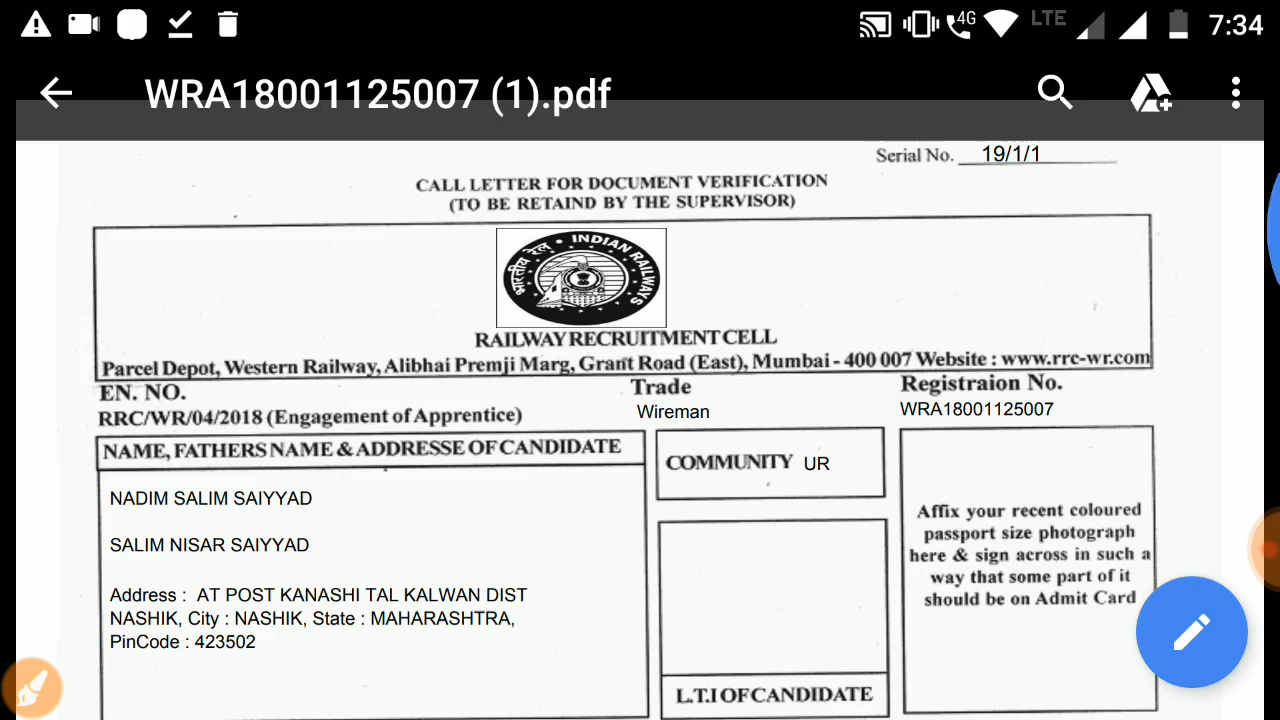 4G LTE 7:34
WRA18001125007 (1).pdf
Serial No. 19/1/1
CALL LETTER FOR DOCUMENT VERIFICATION
(TO BE RETAIND BY THE SUPERVISOR)
भारतीय रेल • INDIAN RAILWAYS
RAILWAY RECRUITMENT CELL
Parcel Depot, Western Railway, Alibhai Premji Marg, Grant Road (East), Mumbai - 400 007 Website : www.rrc-wr.com
EN. NO. Trade Registraion No.
RRC/WR/04/2018 (Engagement of Apprentice) Wireman WRA18001125007
NAME, FATHERS NAME & ADDRESSE OF CANDIDATE
COMMUNITY UR
NADIM SALIM SAIYYAD
SALIM NISAR SAIYYAD
Address : AT POST KANASHI TAL KALWAN DIST
NASHIK, City : NASHIK, State : MAHARASHTRA,
PinCode : 423502
L.T.I OF CANDIDATE
Affix your recent coloured
passport size photograph
here & sign across in such a
way that some part of it
should be on Admit Card